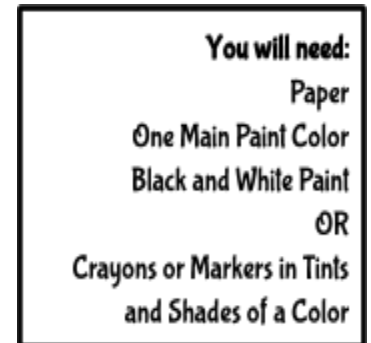 You will need:
Paper
One Main Paint Color
Black and White Paint
OR
Crayons or Markers in Tints
and Shades of a Color